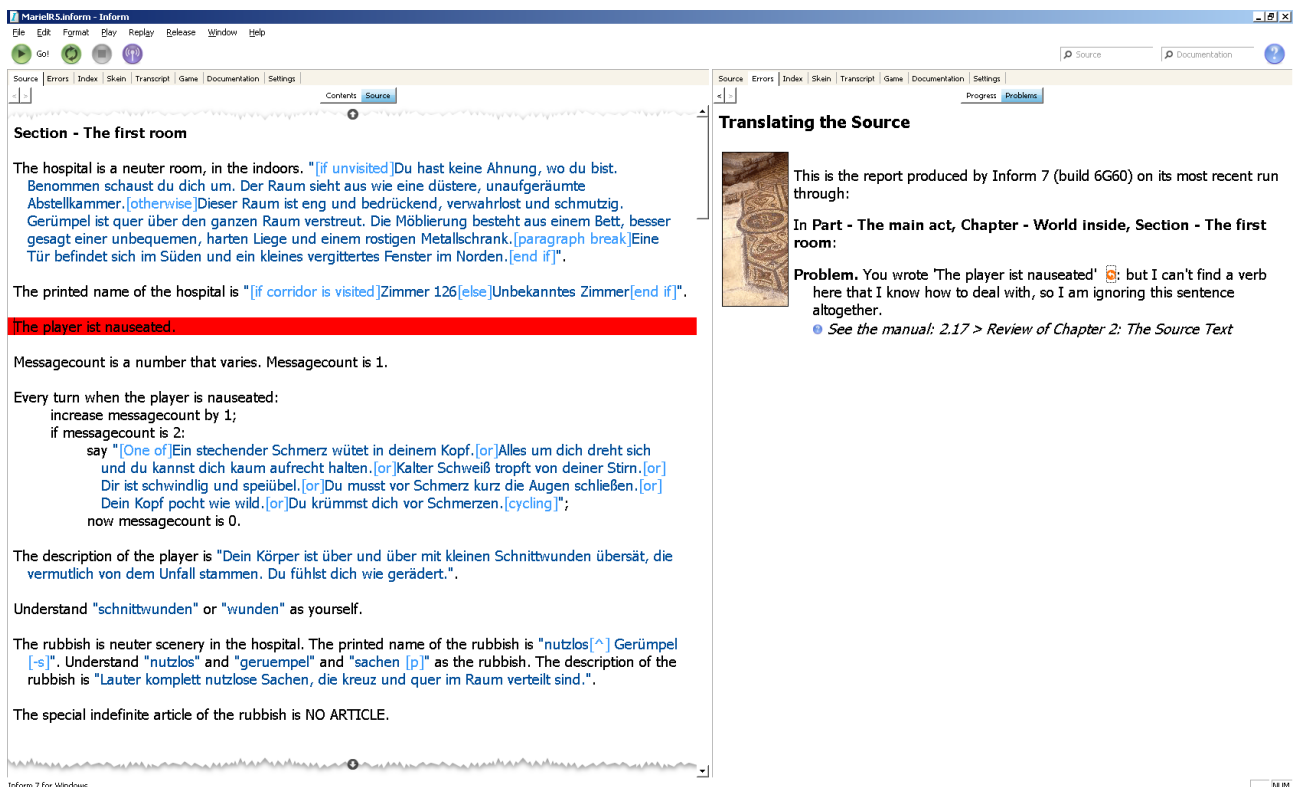 MarielR5.inform - Inform
File Edit Format Play Replay Release Window Help
Go!
Source
Documentation
Source Errors Index Skein Transcript Game Documentation Settings
Contents Source
Section - The first room
The hospital is a neuter room, in the indoors. "[if unvisited]Du hast keine Ahnung, wo du bist.
Benommen schaust du dich um. Der Raum sieht aus wie eine düstere, unaufgeräumte
Abstellkammer.[otherwise]Dieser Raum ist eng und bedrückend, verwahrlost und schmutzig.
Gerümpel ist quer über den ganzen Raum verstreut. Die Möblierung besteht aus einem Bett, besser
gesagt einer unbequemen, harten Liege und einem rostigen Metallschrank.[paragraph break]Eine
Tür befindet sich im Süden und ein kleines vergittertes Fenster im Norden.[end if]".
The printed name of the hospital is "[if corridor is visited]Zimmer 126[else]Unbekanntes Zimmer[end if]".
The player ist nauseated.
Messagecount is a number that varies. Messagecount is 1.
Every turn when the player is nauseated:
increase messagecount by 1;
if messagecount is 2:
say "[One of]Ein stechender Schmerz wütet in deinem Kopf.[or]Alles um dich dreht sich
und du kannst dich kaum aufrecht halten.[or]Kalter Schweiß tropft von deiner Stirn.[or]
Dir ist schwindlig und speiübel.[or]Du musst vor Schmerz kurz die Augen schließen.[or]
Dein Kopf pocht wie wild.[or]Du krümmst dich vor Schmerzen.[cycling]";
now messagecount is 0.
The description of the player is "Dein Körper ist über und über mit kleinen Schnittwunden übersät, die
vermutlich von dem Unfall stammen. Du fühlst dich wie gerädert.".
Understand "schnittwunden" or "wunden" as yourself.
The rubbish is neuter scenery in the hospital. The printed name of the rubbish is "nutzlos[^] Gerümpel
[-s]". Understand "nutzlos" and "geruempel" and "sachen [p]" as the rubbish. The description of the
rubbish is "Lauter komplett nutzlose Sachen, die kreuz und quer im Raum verteilt sind.".
The special indefinite article of the rubbish is NO ARTICLE.
Source Errors Index Skein Transcript Game Documentation Settings
Progress Problems
Translating the Source
This is the report produced by Inform 7 (build 6G60) on its most recent run
through:
In Part - The main act, Chapter - World inside, Section - The first
room:
Problem. You wrote 'The player ist nauseated' : but I can't find a verb
here that I know how to deal with, so I am ignoring this sentence
altogether.
See the manual: 2.17 > Review of Chapter 2: The Source Text
Inform 7 for Windows
NUM